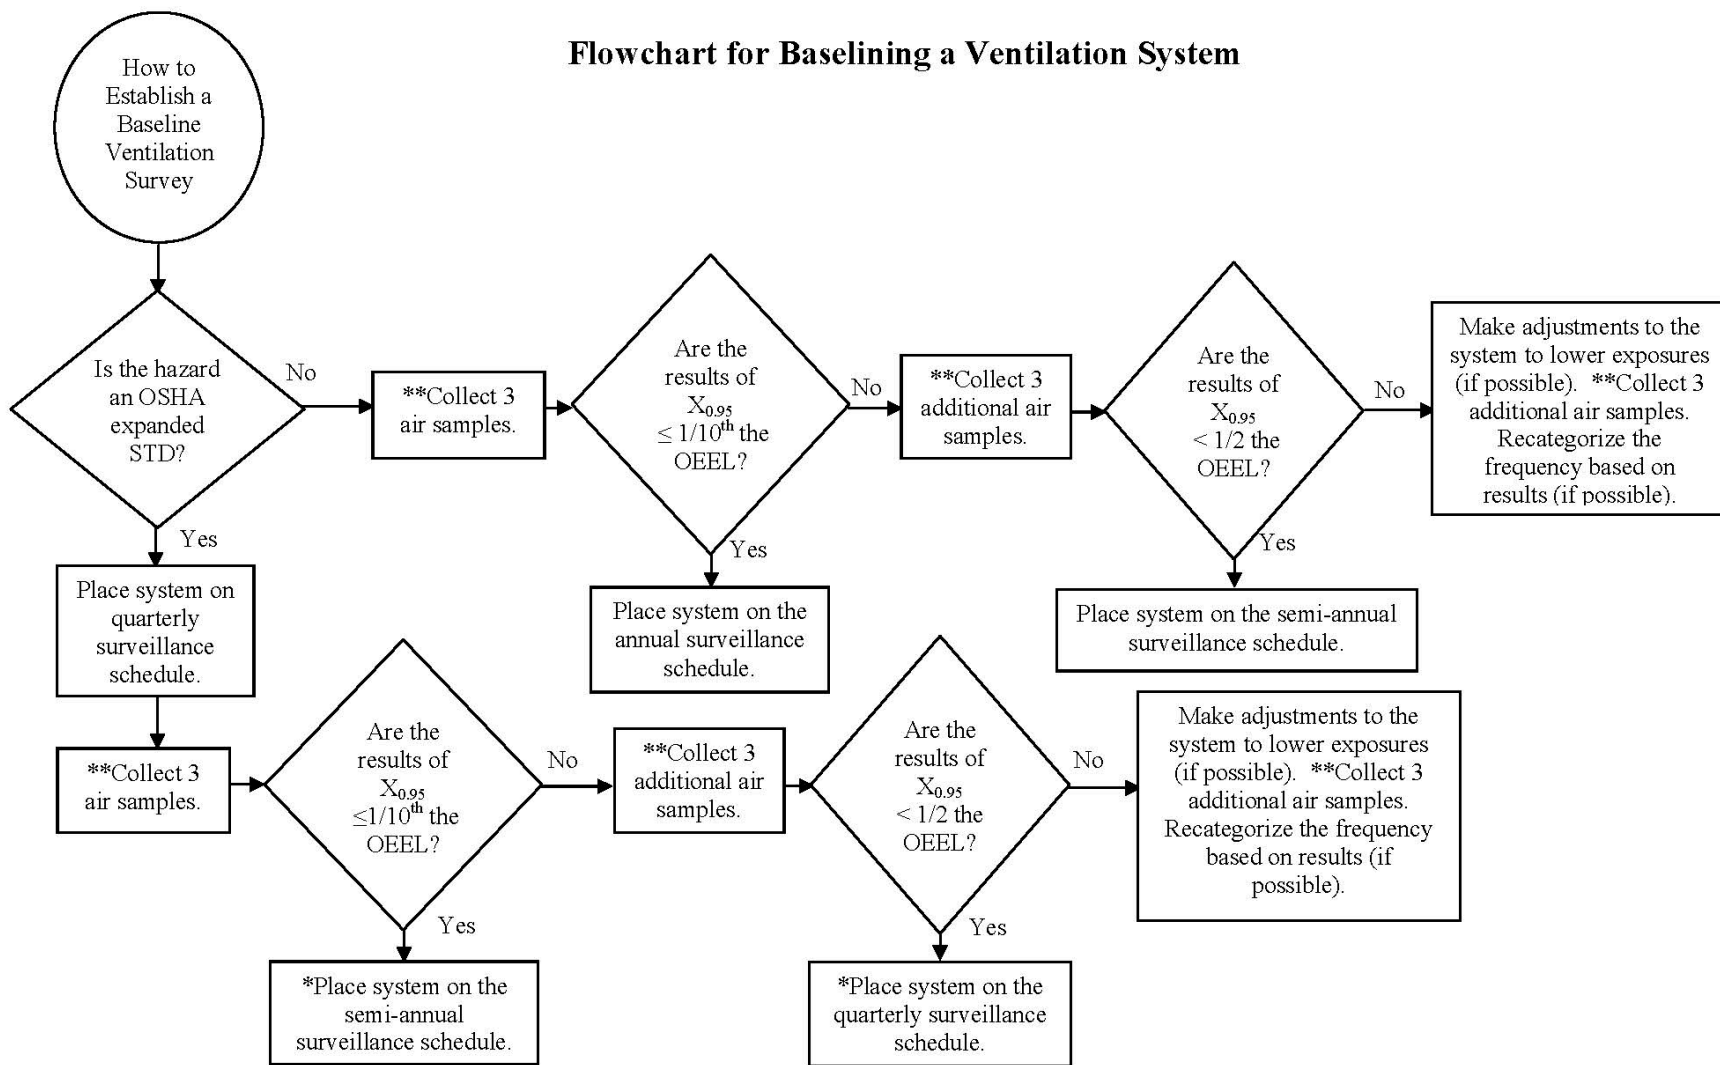 Flowchart for Baselining a Ventilation System
How to
Establish a
Baseline
Ventilation
Survey
Is the hazard
an OSHA
expanded
STD?
No
**Collect 3
air samples.
Are the
results of
X0.95
≤ 1/10th the
OEEL?
No
**Collect 3
additional air
samples.
Are the
results of
X0.95
< 1/2 the
OEEL?
No
Make adjustments to the
system to lower exposures
(if possible). **Collect 3
additional air samples.
Recategorize the
frequency based on
results (if possible).
Yes
Place system on
quarterly
surveillance
schedule.
Yes
Place system on the
annual surveillance
schedule.
Yes
Place system on the semi-annual
surveillance schedule.
**Collect 3
air samples.
Are the
results of
X0.95
≤1/10th the
OEEL?
No
**Collect 3
additional air
samples.
Are the
results of
X0.95
< 1/2 the
OEEL?
No
Make adjustments to the
system to lower exposures
(if possible). **Collect 3
additional air samples.
Recategorize the frequency
based on results (if
possible).
Yes
*Place system on the
semi-annual
surveillance schedule.
Yes
*Place system on the
quarterly surveillance
schedule.